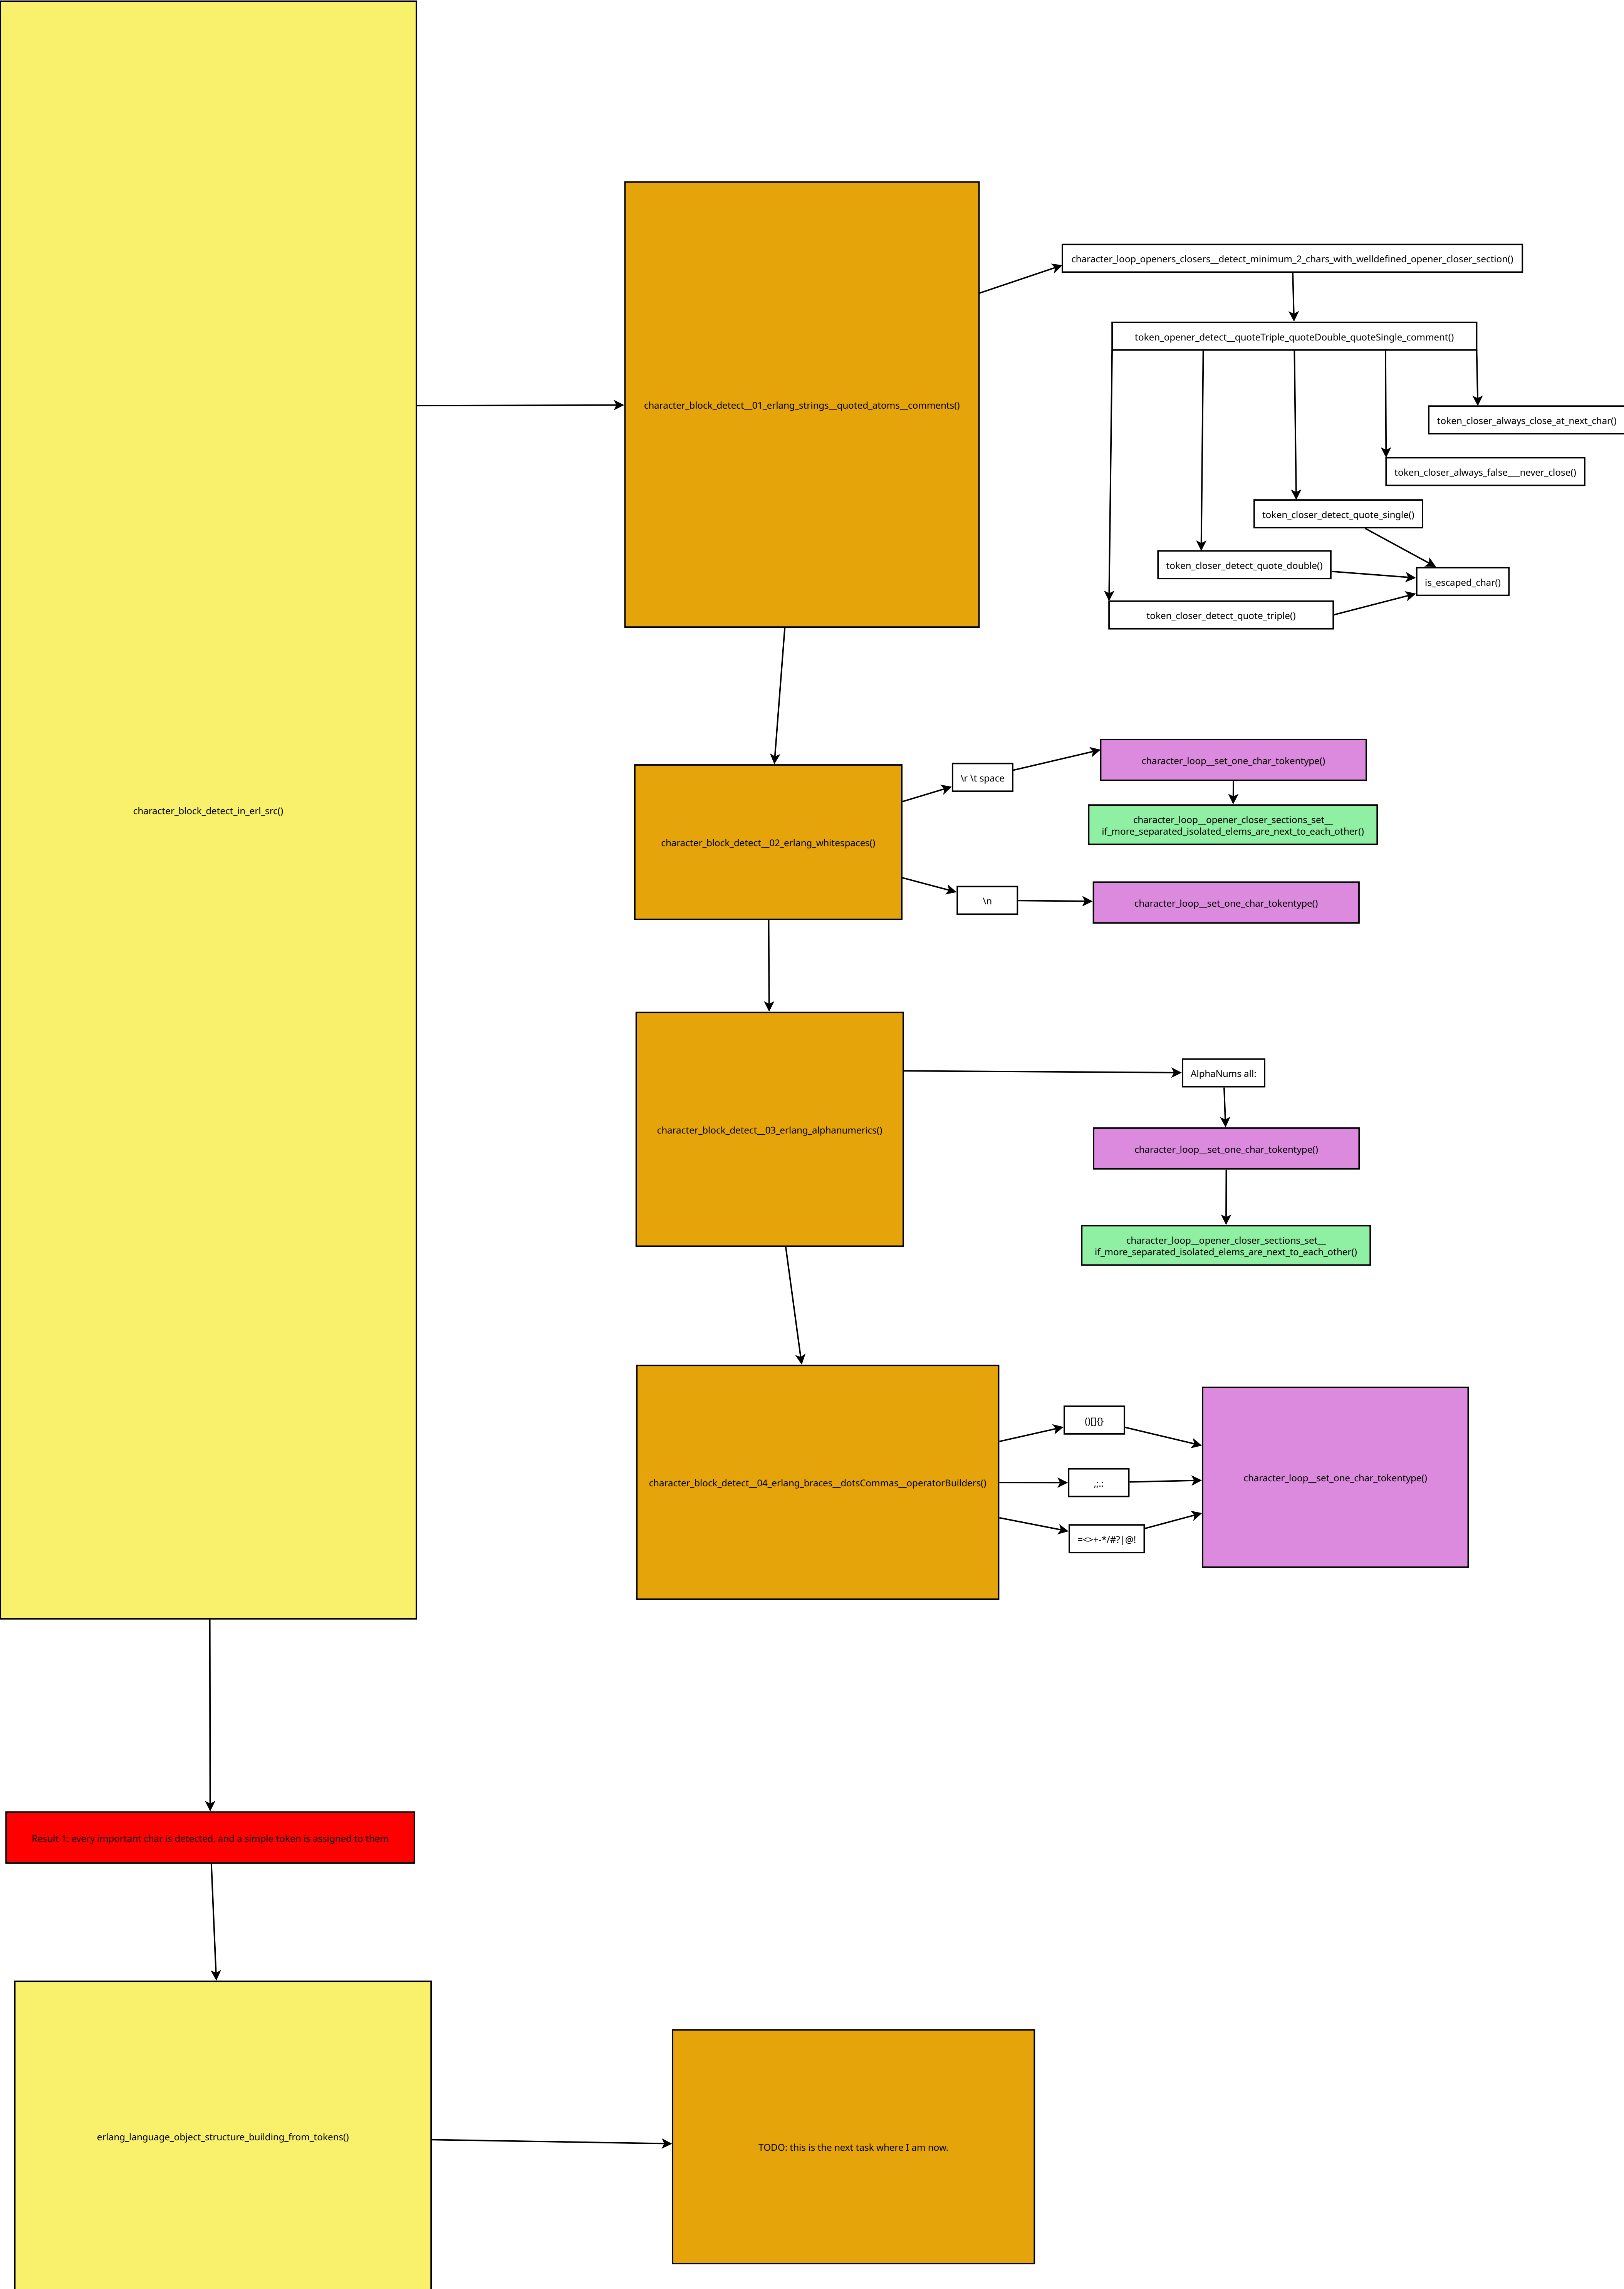 character_block_detect_in_erl_src()
character_block_detect__01_erlang_strings__quoted_atoms__comments()
character_loop_openers_closers__detect_minimum_2_chars_with_welldefined_opener_closer_section()
token_opener_detect__quoteTriple_quoteDouble_quoteSingle_comment()
token_closer_always_close_at_next_char()
token_closer_always_false___never_close()
token_closer_detect_quote_single()
token_closer_detect_quote_double()
is_escaped_char()
token_closer_detect_quote_triple()
character_block_detect__02_erlang_whitespaces()
\r \t space
character_loop__set_one_char_tokentype()
character_loop__opener_closer_sections_set__
if_more_separated_isolated_elems_are_next_to_each_other()
\n
character_loop__set_one_char_tokentype()
character_block_detect__03_erlang_alphanumerics()
AlphaNums all:
character_loop__set_one_char_tokentype()
character_loop__opener_closer_sections_set__
if_more_separated_isolated_elems_are_next_to_each_other()
character_block_detect__04_erlang_braces__dotsCommas__operatorBuilders()
()[]{}
,;.:
=<>+-*/#?|@!
character_loop__set_one_char_tokentype()
Result 1: every important char is detected, and a simple token is assigned to them
erlang_language_object_structure_building_from_tokens()
TODO: this is the next task where I am now.